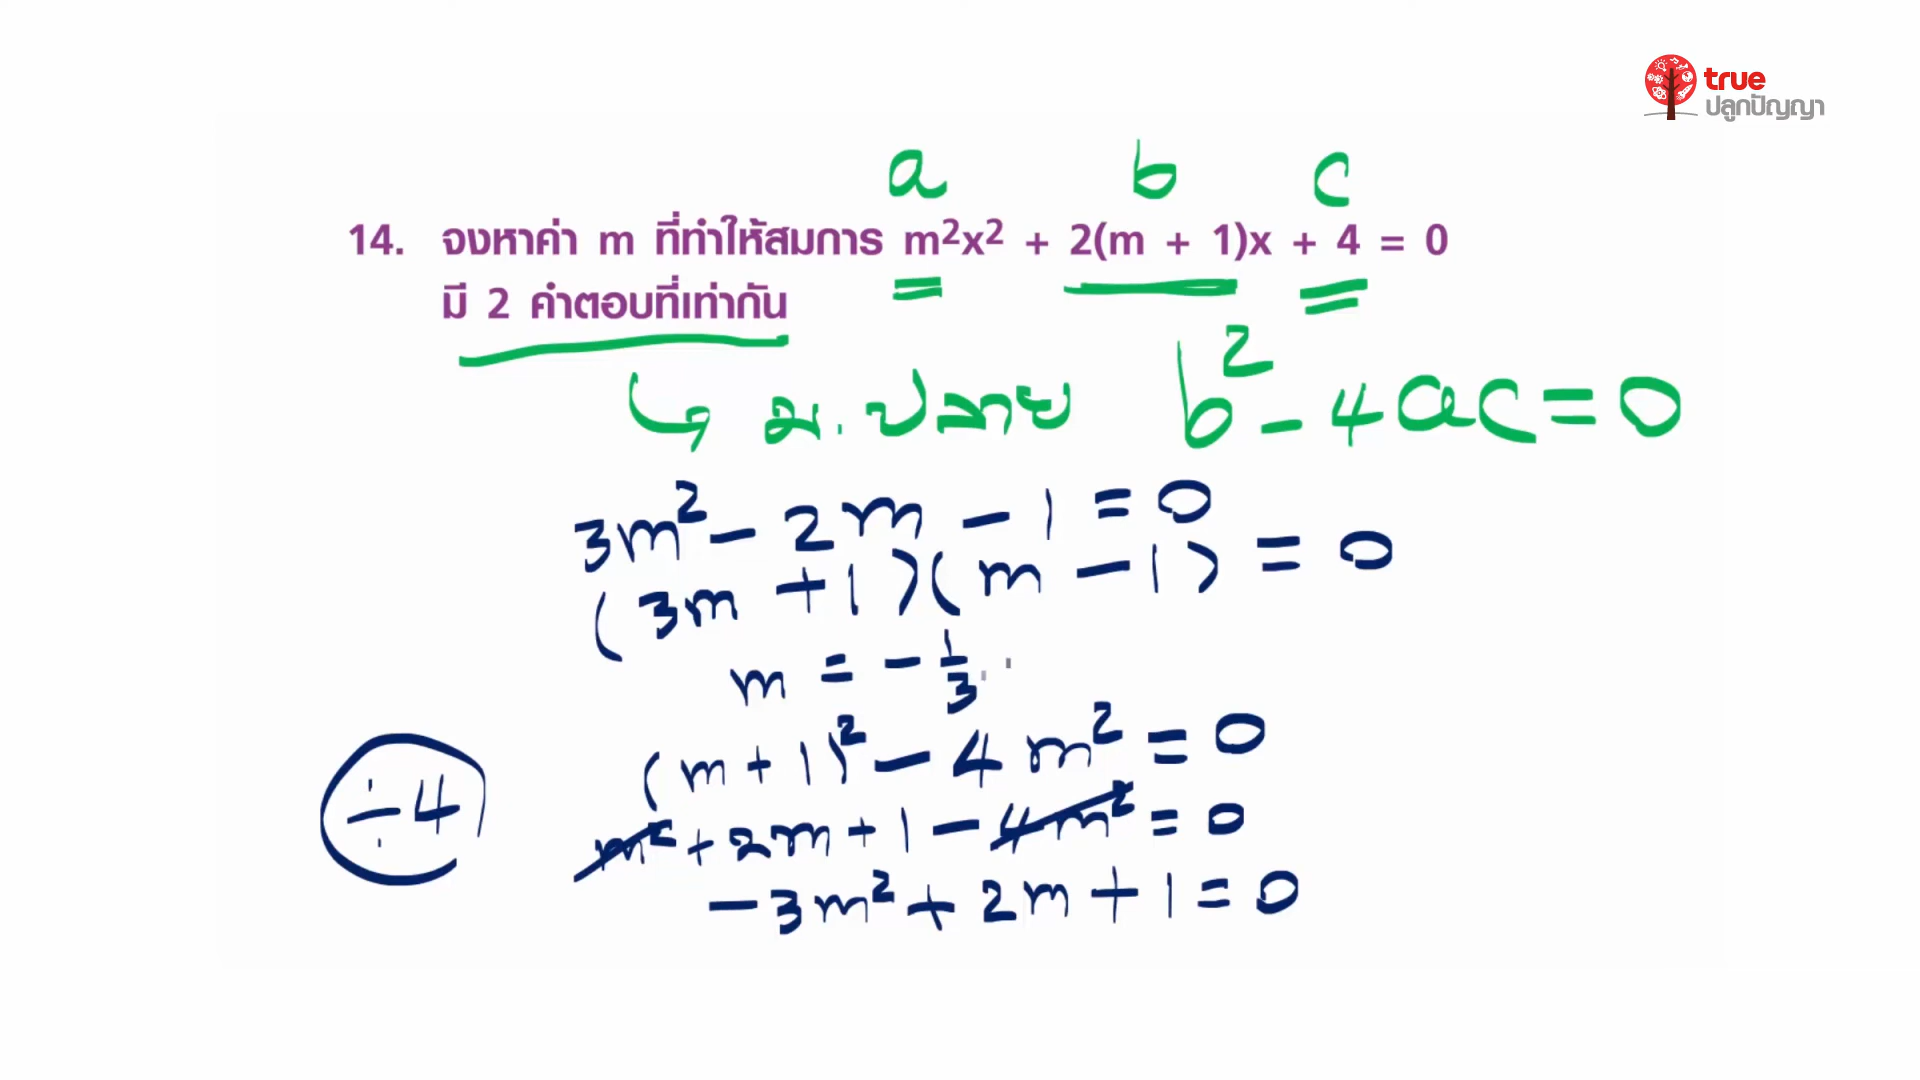 true
ปลูกปัญญา
a b c
14. จงหาค่า m ที่ทำให้สมการ m²x² + 2(m + 1)x + 4 = 0
มี 2 คำตอบที่เท่ากัน
ม.ปลาย b² - 4ac = 0
3m² - 2m - 1 = 0
(3m + 1)(m - 1) = 0
m = - 1/3
(m + 1)² - 4m² = 0
÷4
m² + 2m + 1 - 4m² = 0
-3m² + 2m + 1 = 0